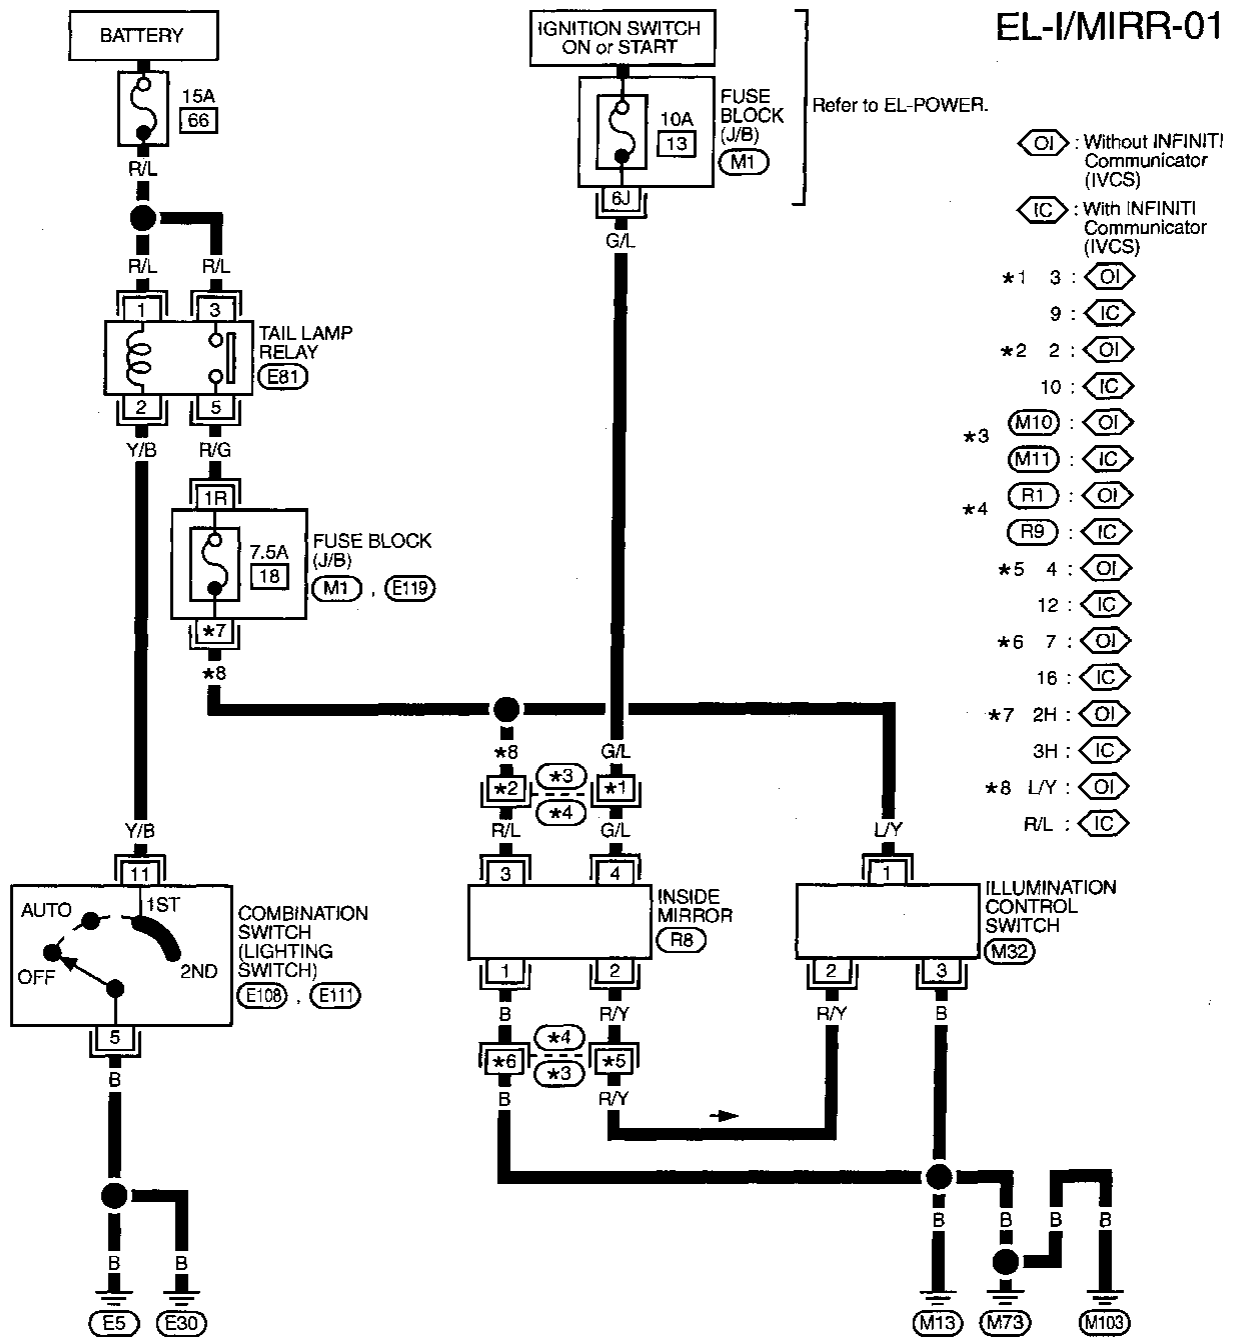 EL-I/MIRR-01
BATTERY
15A
66
R/L
R/L
R/L
1
3
TAIL LAMP
RELAY
E81
2
5
Y/B
R/G
1R
7.5A
18
FUSE BLOCK
(J/B)
M1 , E119
★7
★8
IGNITION SWITCH
ON or START
10A
13
FUSE
BLOCK
(J/B)
M1
6J
G/L
Refer to EL-POWER.
OI : Without INFINITI
Communicator
(IVCS)
IC : With INFINITI
Communicator
(IVCS)
★1 3 : OI
9 : IC
★2 2 : OI
10 : IC
★3 M10 : OI
M11 : IC
★4 R1 : OI
R9 : IC
★5 4 : OI
12 : IC
★6 7 : OI
16 : IC
★7 2H : OI
3H : IC
★8 L/Y : OI
R/L : IC
★8
G/L
★2
★3
★4
★1
R/L
G/L
L/Y
3
4
1
INSIDE
MIRROR
R8
ILLUMINATION
CONTROL
SWITCH
M32
1
2
2
3
B
R/Y
R/Y
B
★6
★4
★3
★5
B
R/Y
Y/B
11
AUTO
1ST
OFF
2ND
COMBINATION
SWITCH
(LIGHTING
SWITCH)
E108 , E111
5
B
B
B
E5
E30
B
B
B
B
M13
M73
M103